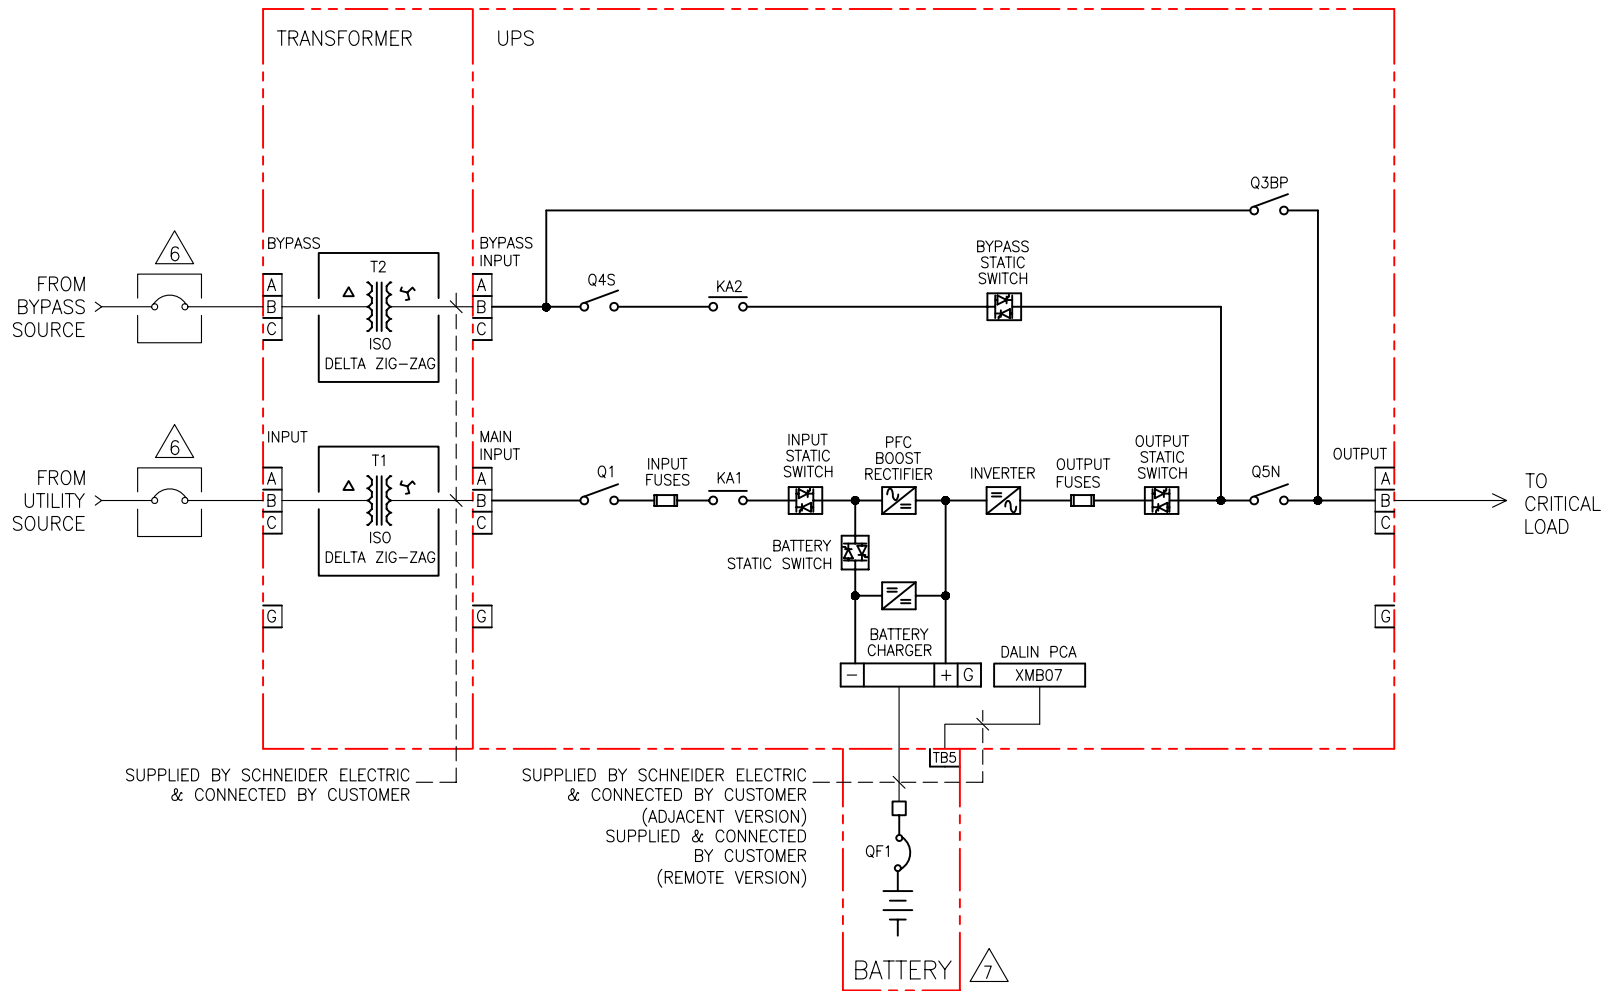 TRANSFORMER
UPS
Q3BP
6
BYPASS
BYPASS
INPUT
BYPASS
STATIC
SWITCH
T2
FROM
BYPASS
SOURCE
A
B
C
A
B
C
Q4S
KA2
ISO
DELTA ZIG-ZAG
6
INPUT
MAIN
INPUT
T1
FROM
UTILITY
SOURCE
A
B
C
A
B
C
Q1
INPUT
FUSES
KA1
INPUT
STATIC
SWITCH
PFC
BOOST
RECTIFIER
INVERTER
OUTPUT
FUSES
OUTPUT
STATIC
SWITCH
Q5N
OUTPUT
A
B
C
TO
CRITICAL
LOAD
ISO
DELTA ZIG-ZAG
BATTERY
STATIC SWITCH
G
G
G
BATTERY
CHARGER
- + G
DALIN PCA
XMB07
TB5
SUPPLIED BY SCHNEIDER ELECTRIC
& CONNECTED BY CUSTOMER
SUPPLIED BY SCHNEIDER ELECTRIC
& CONNECTED BY CUSTOMER
(ADJACENT VERSION)
SUPPLIED & CONNECTED
BY CUSTOMER
(REMOTE VERSION)
QF1
BATTERY
7